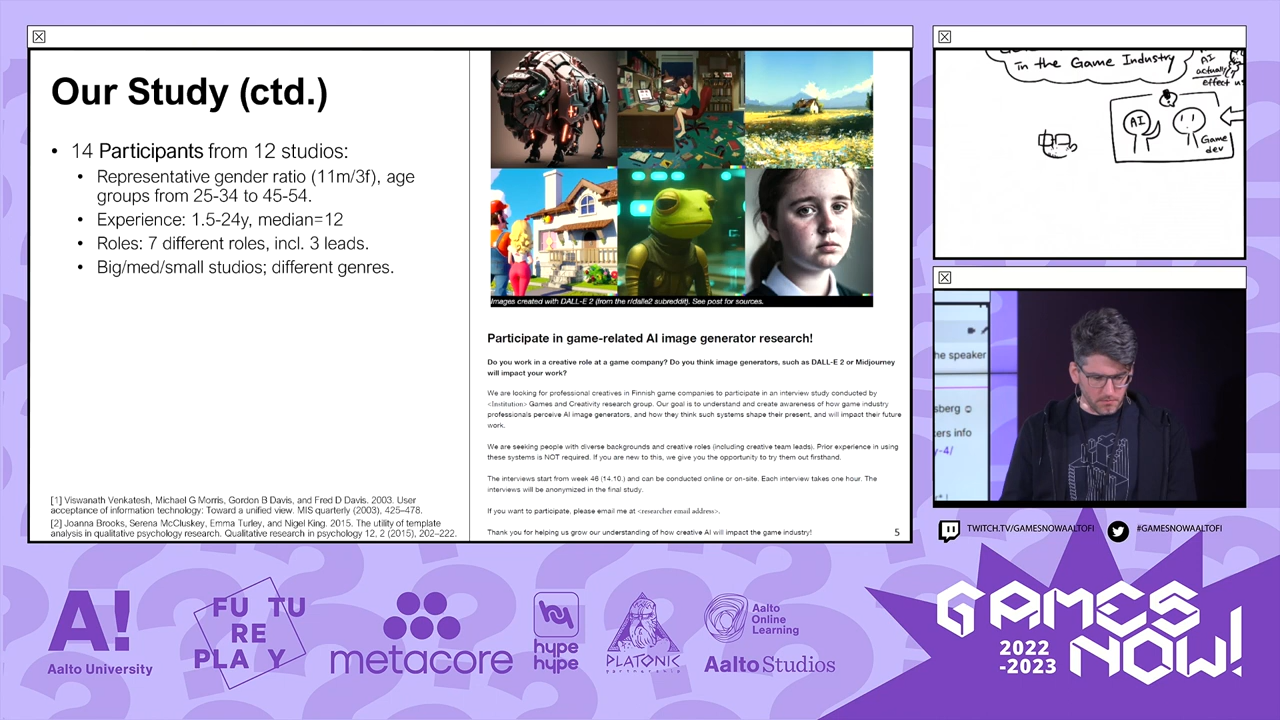 Our Study (ctd.)
• 14 Participants from 12 studios:
• Representative gender ratio (11m/3f), age
groups from 25-34 to 45-54.
• Experience: 1.5-24y, median=12
• Roles: 7 different roles, incl. 3 leads.
• Big/med/small studios; different genres.
[1] Viswanath Venkatesh, Michael G Morris, Gordon B Davis, and Fred D Davis. 2003. User
acceptance of information technology: Toward a unified view. MIS quarterly (2003), 425–478.
[2] Joanna Brooks, Serena McCluskey, Emma Turley, and Nigel King. 2015. The utility of template
analysis in qualitative psychology research. Qualitative research in psychology 12, 2 (2015), 202–222.
Images created with DALL-E 2 (from the r/dalle2 subreddit). See post for sources.
Participate in game-related AI image generator research!
Do you work in a creative role at a game company? Do you think image generators, such as DALL-E 2 or Midjourney
will impact your work?
We are looking for professional creatives in Finnish game companies to participate in an interview study conducted by
<Institution> Games and Creativity research group. Our goal is to understand and create awareness of how game industry
professionals perceive AI image generators, and how they think such systems shape their present, and will impact their future
work.
We are seeking people with diverse backgrounds and creative roles (including creative team leads). Prior experience in using
these systems is NOT required. If you are new to this, we give you the opportunity to try them out firsthand.
The interviews start from week 46 (14.10.) and can be conducted online or on-site. Each interview takes one hour. The
interviews will be anonymized in the final study.
If you want to participate, please email me at <researcher email address>.
Thank you for helping us grow our understanding of how creative AI will impact the game industry!
5
in the Game Industry
AI
actually
effect us
AI
Game
dev
he speaker
sberg ☺
ers info
y-4/
TWITCH.TV/GAMESNOWAALTOFI
#GAMESNOWAALTOFI
A!
Aalto University
FU TU
RE
PLA Y
metacore
hype
hype
PLATONIC
partnership
Aalto
Online
Learning
Aalto Studios
GAMES
NOW!
2022
-2023